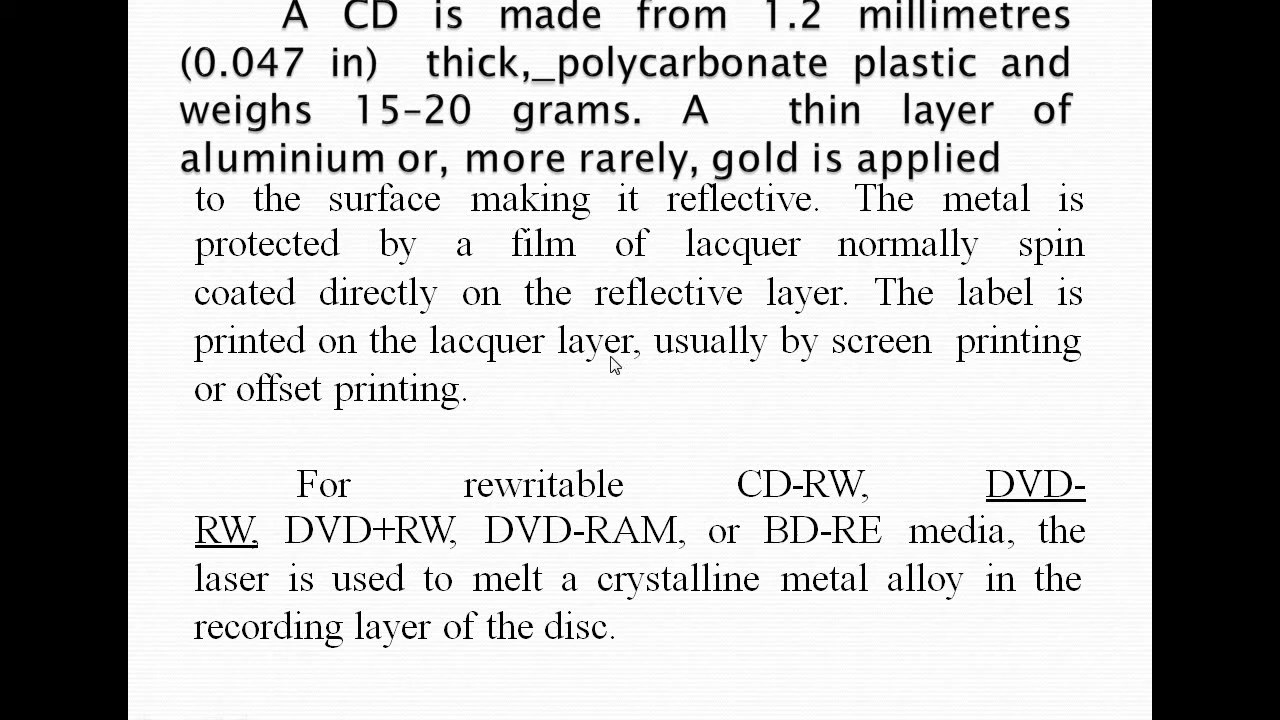 A CD is made from 1.2 millimetres
(0.047 in) thick,_polycarbonate plastic and
weighs 15–20 grams. A thin layer of
aluminium or, more rarely, gold is applied
to the surface making it reflective. The metal is
protected by a film of lacquer normally spin
coated directly on the reflective layer. The label is
printed on the lacquer layer, usually by screen printing
or offset printing.
For rewritable CD-RW, DVD-
RW, DVD+RW, DVD-RAM, or BD-RE media, the
laser is used to melt a crystalline metal alloy in the
recording layer of the disc.